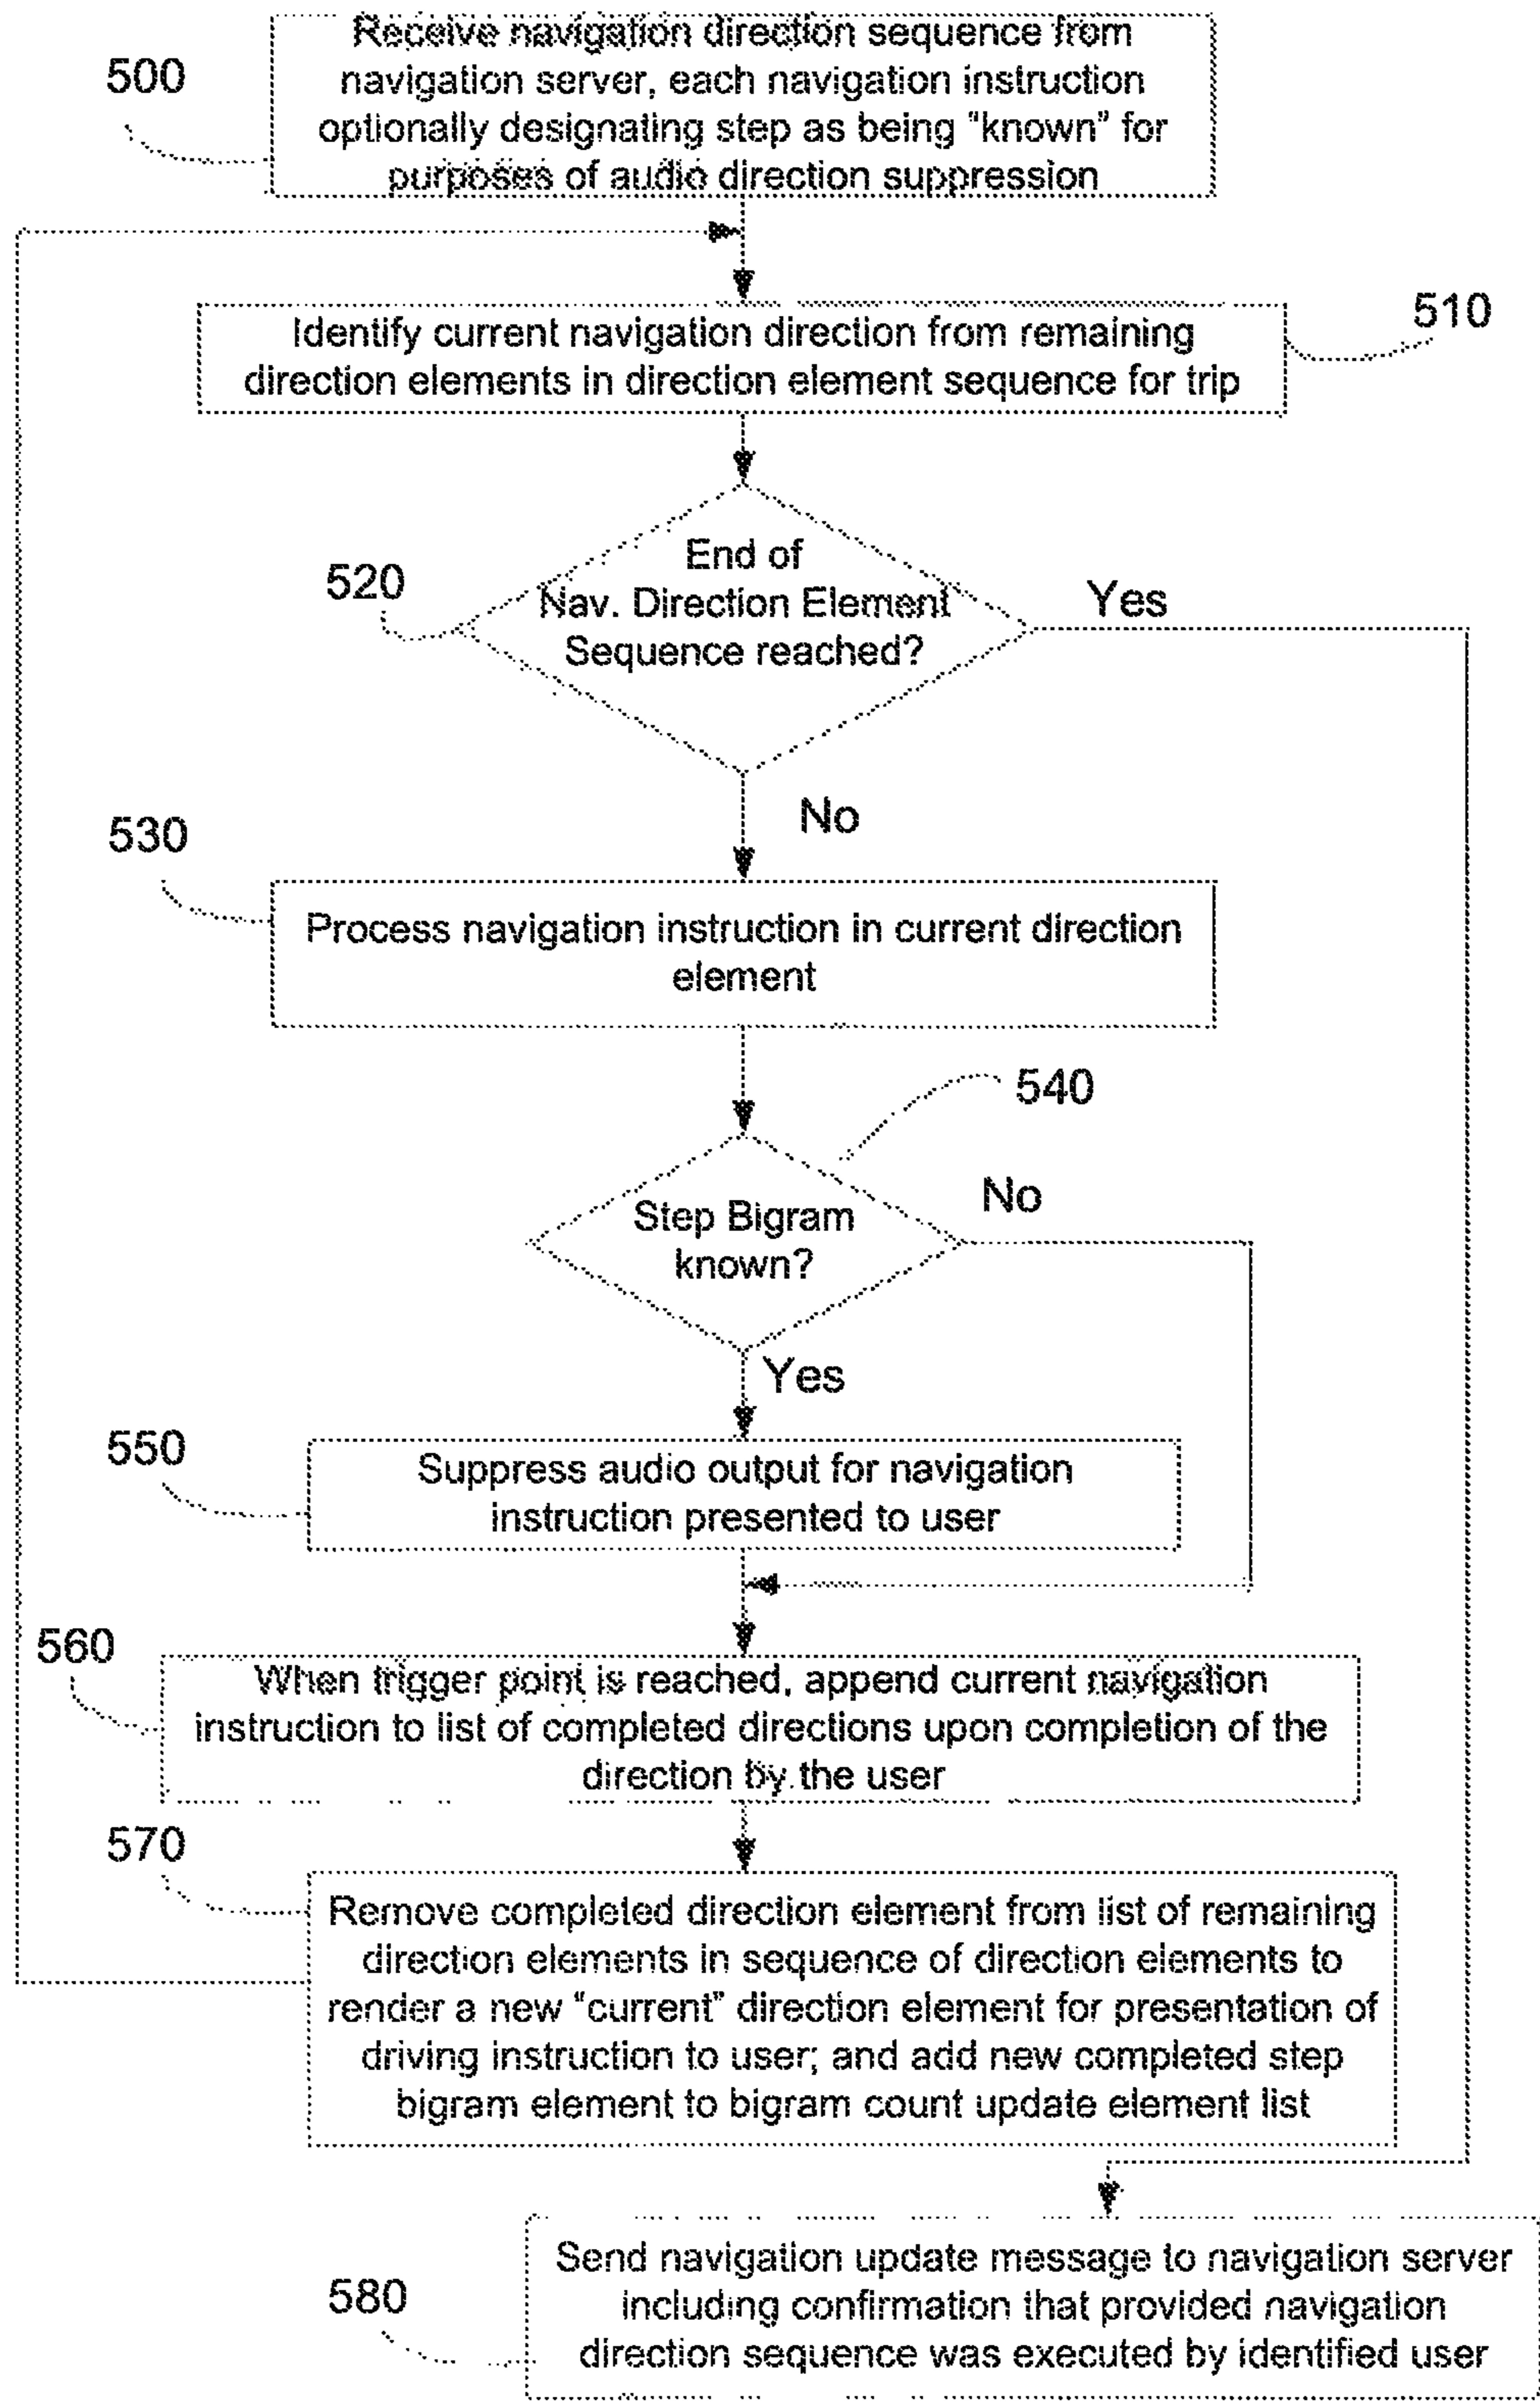 500
Receive navigation direction sequence from
navigation server, each navigation instruction
optionally designating step as being "known" for
purposes of audio direction suppression
510
Identify current navigation direction from remaining
direction elements in direction element sequence for trip
520
End of
Nav. Direction Element
Sequence reached?
Yes
No
530
Process navigation instruction in current direction
element
540
Step Bigram
known?
No
Yes
550
Suppress audio output for navigation
instruction presented to user
560
When trigger point is reached, append current navigation
instruction to list of completed directions upon completion of the
direction by the user
570
Remove completed direction element from list of remaining
direction elements in sequence of direction elements to
render a new "current" direction element for presentation of
driving instruction to user; and add new completed step
bigram element to bigram count update element list
580
Send navigation update message to navigation server
including confirmation that provided navigation
direction sequence was executed by identified user